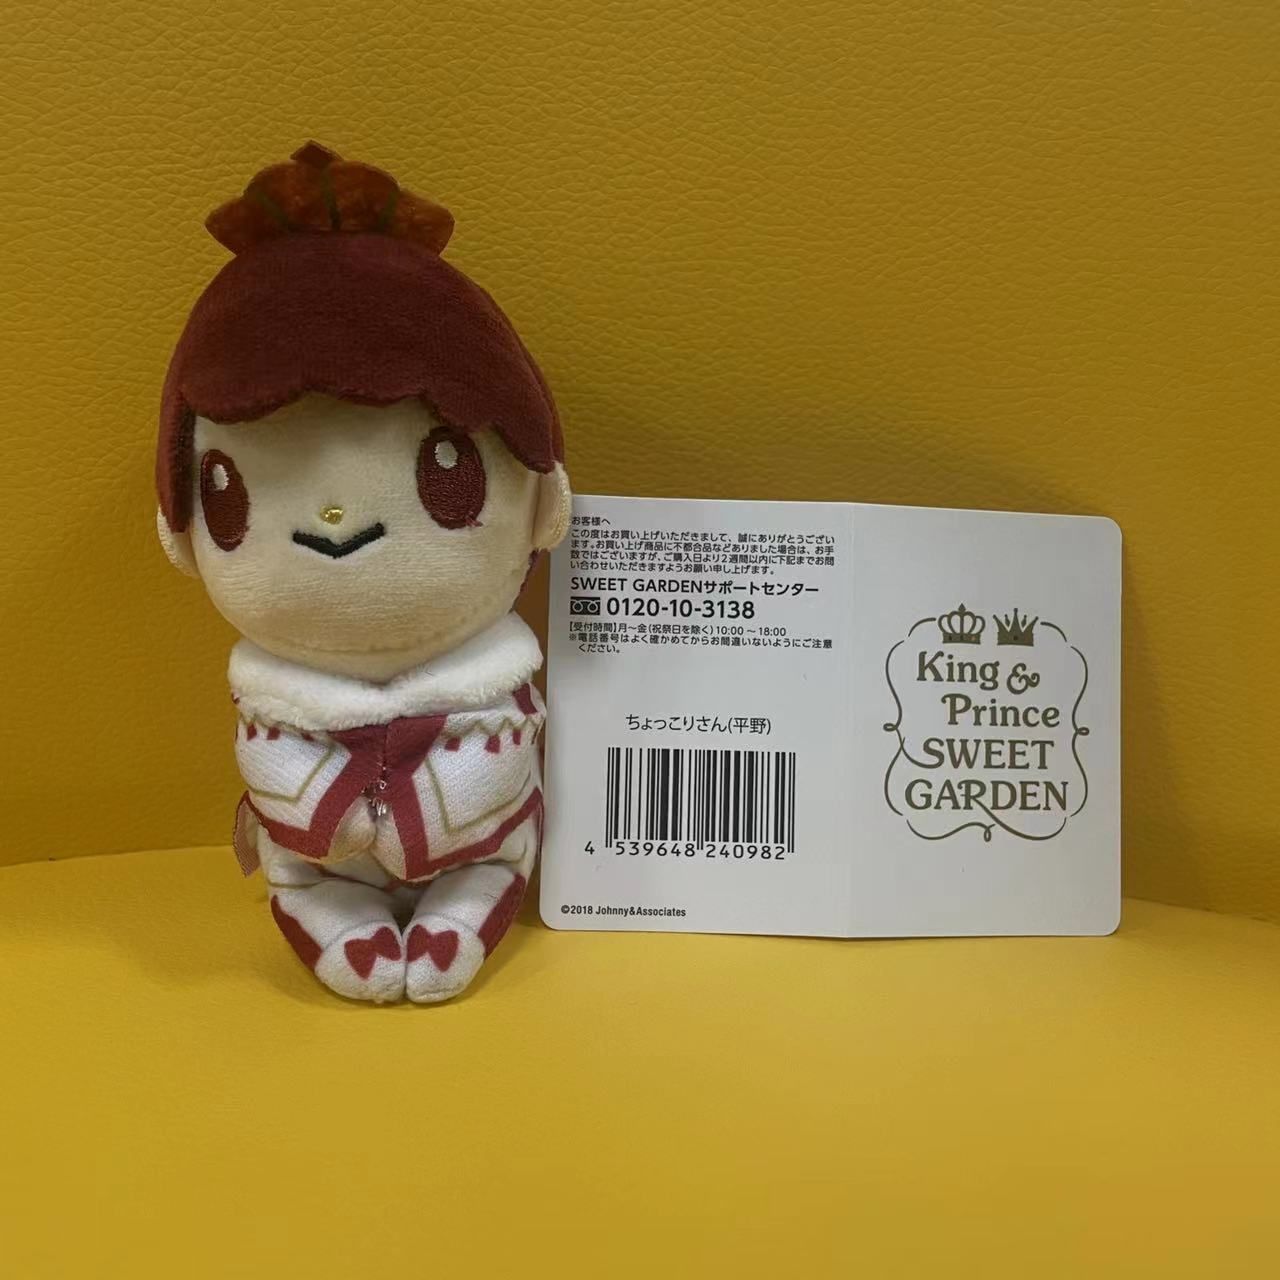 お客様へ
この度はお買い上げいただきまして、誠にありがとうござい
ます。お買い上げ商品に不都合品などありました場合は、お手
数ではございますが、ご購入日より2週間以内に下記までお問
い合わせいただきますようお願い申し上げます。
SWEET GARDENサポートセンター
0120-10-3138
【受付時間】月〜金(祝祭日を除く)10:00〜18:00
※電話番号はよく確かめてからお間違いないようにご注意
ください。
ちょっこりさん(平野)
4 539648 240982
©2018 Johnny&Associates
King &
Prince
SWEET
GARDEN